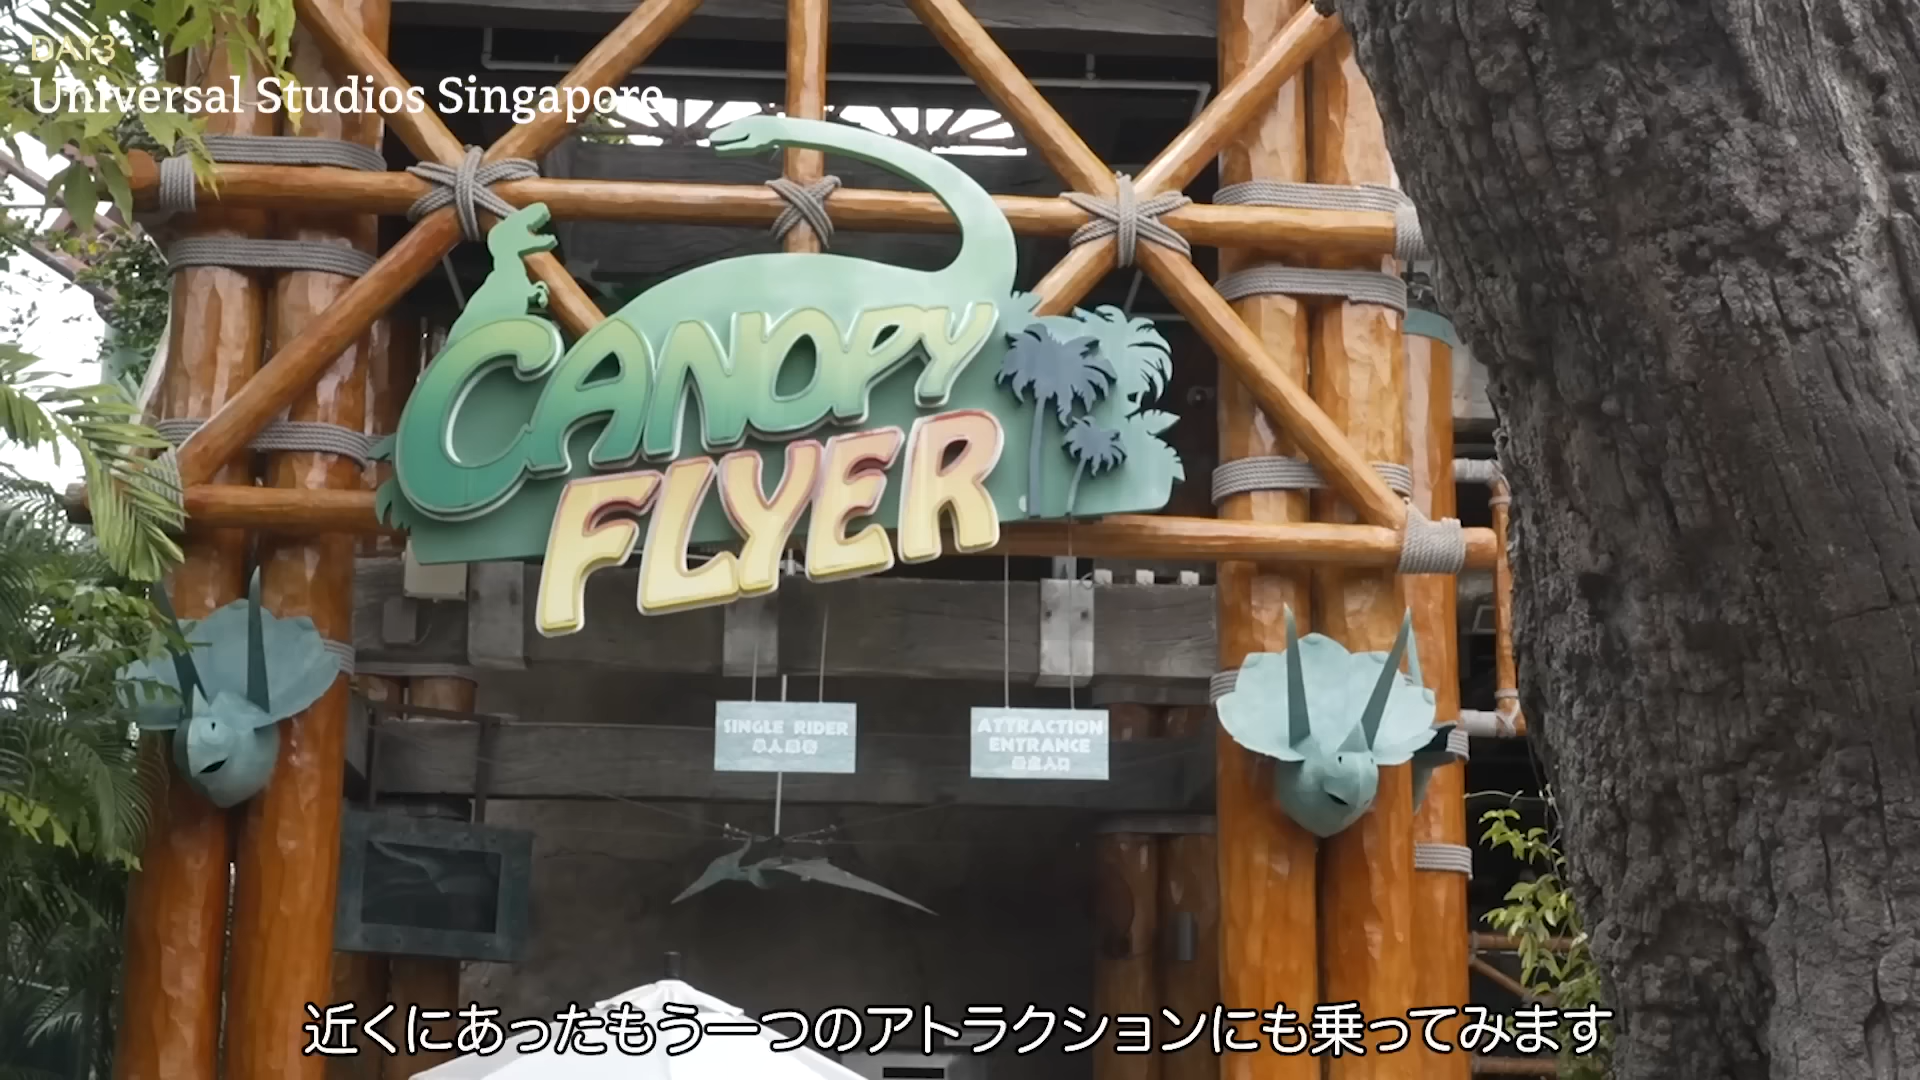 DAY3
Universal Studios Singapore
CANOPY
FLYER
SINGLE RIDER
ATTRACTION
ENTRANCE
近くにあったもう一つのアトラクションにも乗ってみます